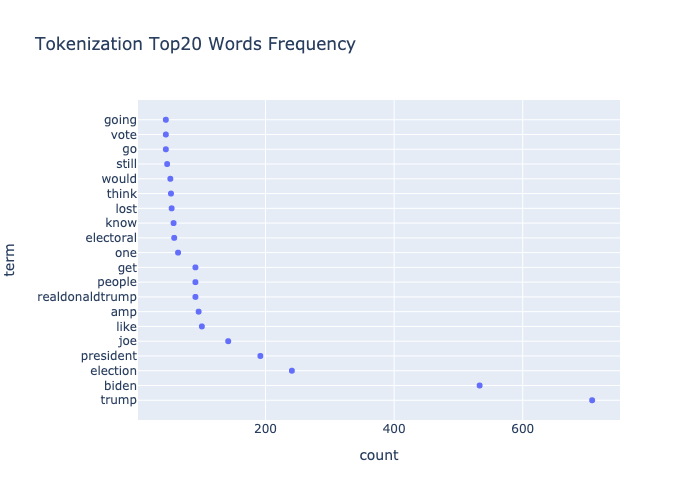 Tokenization Top20 Words Frequency
going
vote
go
still
would
think
lost
know
electoral
one
get
people
realdonaldtrump
amp
like
joe
president
election
biden
trump
term
200 400 600
count